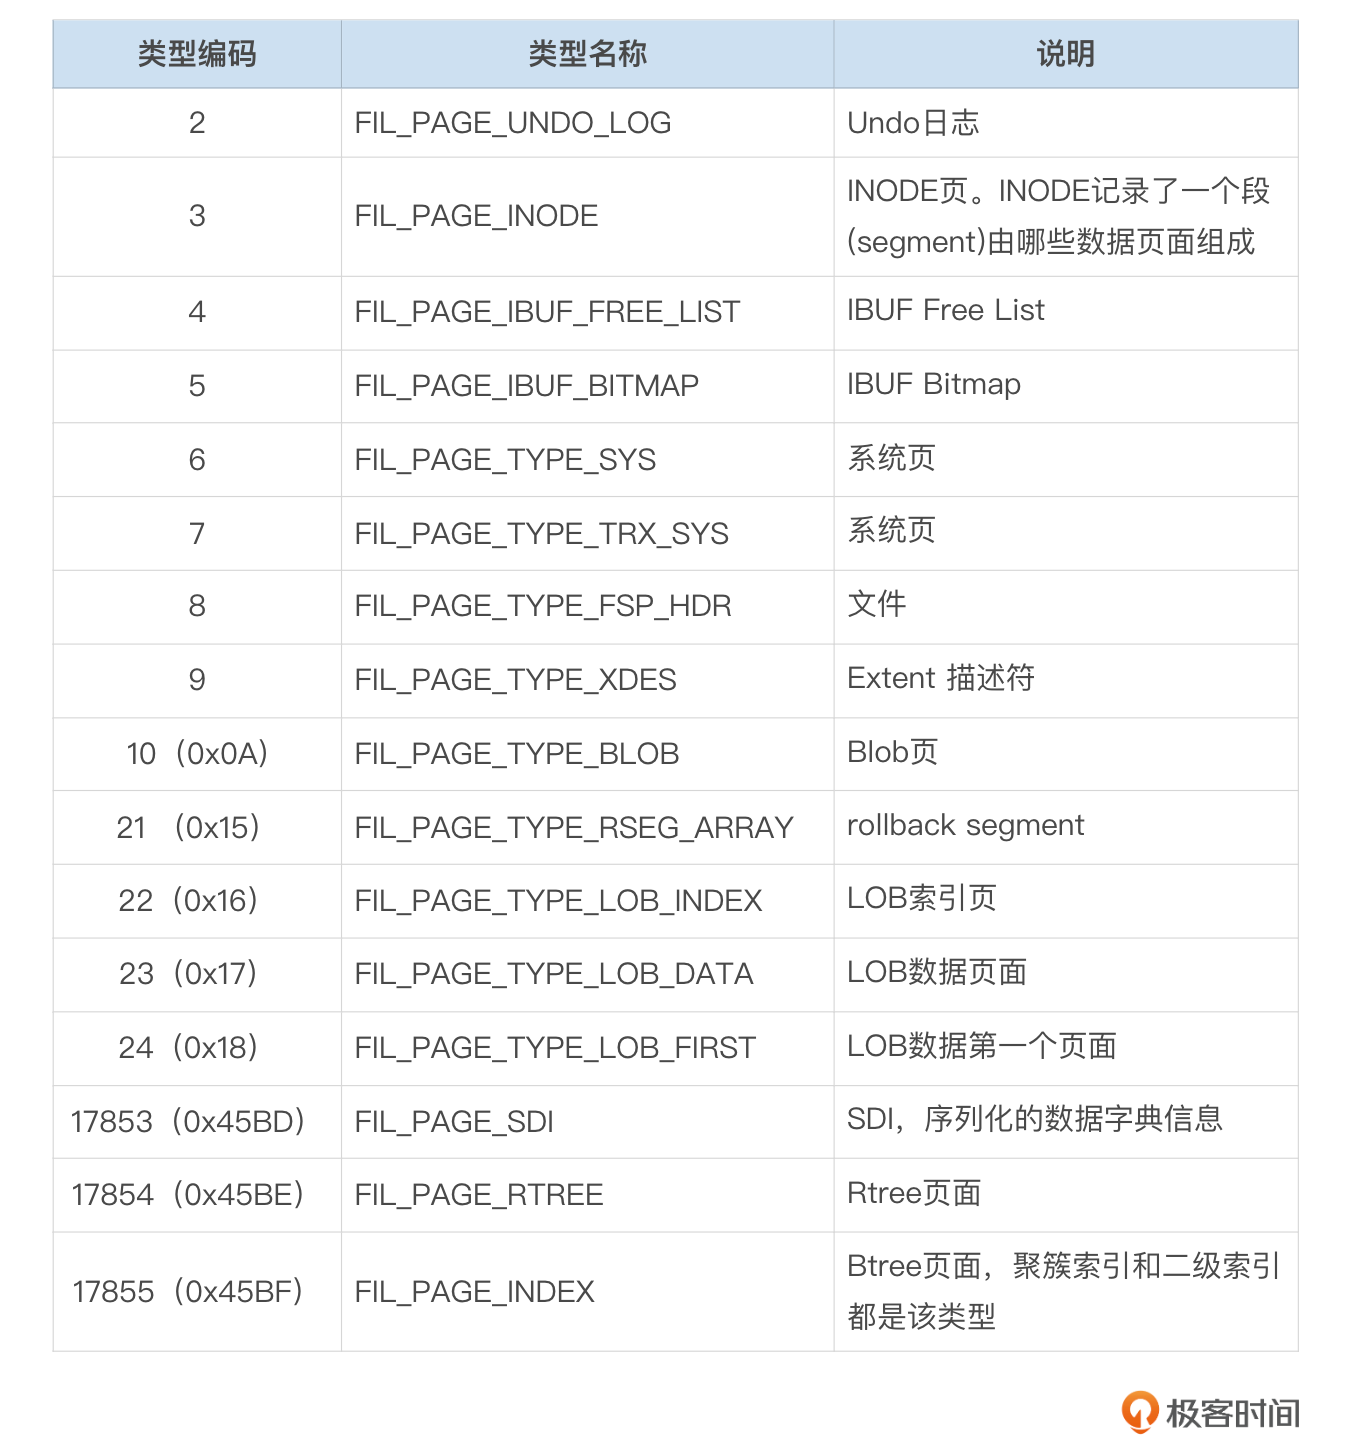 类型编码 类型名称 说明
2 FIL_PAGE_UNDO_LOG Undo日志
3 FIL_PAGE_INODE INODE页。INODE记录了一个段
(segment)由哪些数据页面组成
4 FIL_PAGE_IBUF_FREE_LIST IBUF Free List
5 FIL_PAGE_IBUF_BITMAP IBUF Bitmap
6 FIL_PAGE_TYPE_SYS 系统页
7 FIL_PAGE_TYPE_TRX_SYS 系统页
8 FIL_PAGE_TYPE_FSP_HDR 文件
9 FIL_PAGE_TYPE_XDES Extent 描述符
10（0x0A） FIL_PAGE_TYPE_BLOB Blob页
21 （0x15） FIL_PAGE_TYPE_RSEG_ARRAY rollback segment
22（0x16） FIL_PAGE_TYPE_LOB_INDEX LOB索引页
23（0x17） FIL_PAGE_TYPE_LOB_DATA LOB数据页面
24（0x18） FIL_PAGE_TYPE_LOB_FIRST LOB数据第一个页面
17853（0x45BD） FIL_PAGE_SDI SDI，序列化的数据字典信息
17854（0x45BE） FIL_PAGE_RTREE Rtree页面
17855（0x45BF） FIL_PAGE_INDEX Btree页面，聚簇索引和二级索引
都是该类型
极客时间